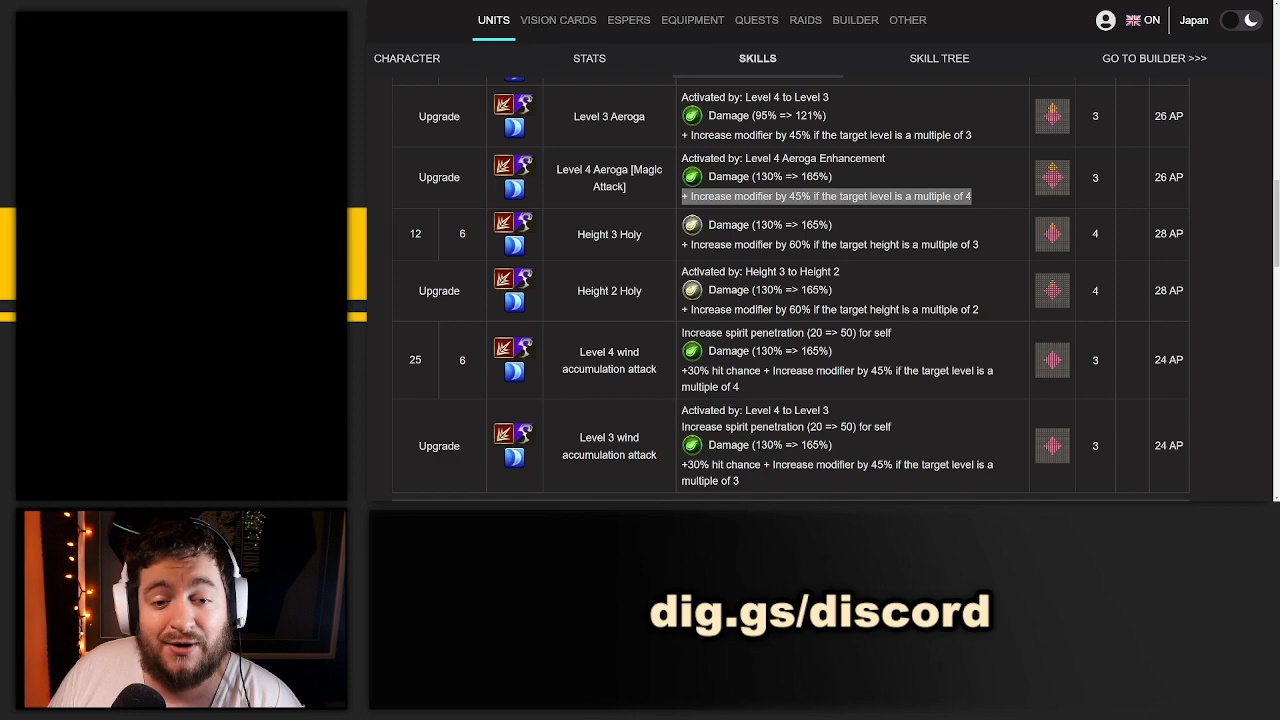 UNITS VISION CARDS ESPERS EQUIPMENT QUESTS RAIDS BUILDER OTHER
ON Japan
CHARACTER STATS SKILLS SKILL TREE GO TO BUILDER >>>
Upgrade
Level 3 Aeroga
Activated by: Level 4 to Level 3
Damage (95% => 121%)
+ Increase modifier by 45% if the target level is a multiple of 3
3
26 AP
Upgrade
Level 4 Aeroga [Magic
Attack]
Activated by: Level 4 Aeroga Enhancement
Damage (130% => 165%)
+ Increase modifier by 45% if the target level is a multiple of 4
3
26 AP
12
6
Height 3 Holy
Damage (130% => 165%)
+ Increase modifier by 60% if the target height is a multiple of 3
4
28 AP
Upgrade
Height 2 Holy
Activated by: Height 3 to Height 2
Damage (130% => 165%)
+ Increase modifier by 60% if the target height is a multiple of 2
4
28 AP
25
6
Level 4 wind
accumulation attack
Increase spirit penetration (20 => 50) for self
Damage (130% => 165%)
+30% hit chance + Increase modifier by 45% if the target level is a
multiple of 4
3
24 AP
Upgrade
Level 3 wind
accumulation attack
Activated by: Level 4 to Level 3
Increase spirit penetration (20 => 50) for self
Damage (130% => 165%)
+30% hit chance + Increase modifier by 45% if the target level is a
multiple of 3
3
24 AP
dig.gs/discord